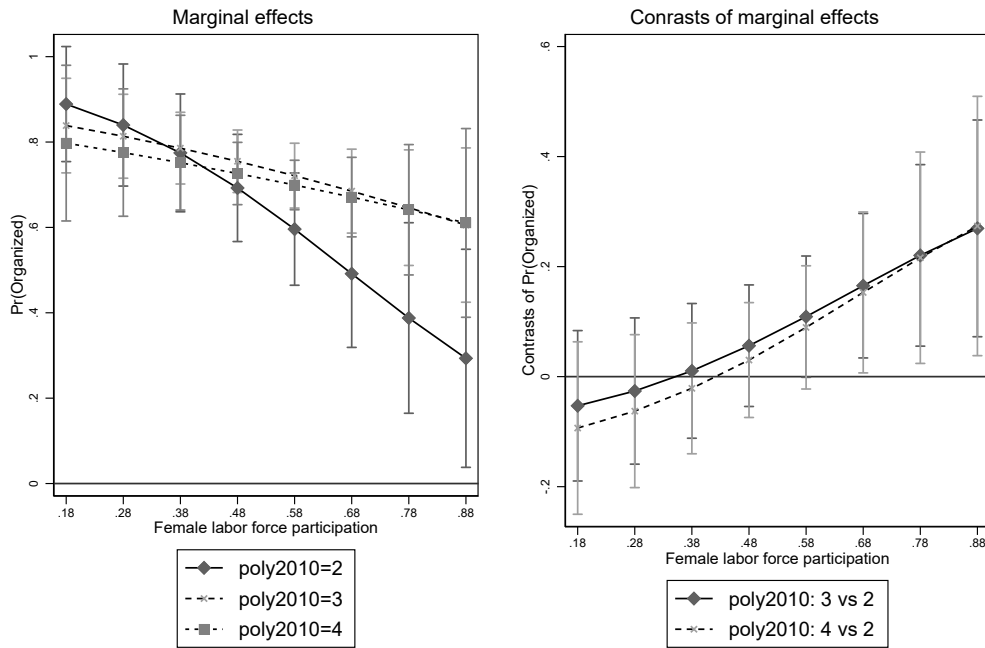 Marginal effects
Pr(Organized)
1
.8
.6
.4
.2
0
.18 .28 .38 .48 .58 .68 .78 .88
Female labor force participation
poly2010=2
poly2010=3
poly2010=4
Conrasts of marginal effects
Contrasts of Pr(Organized)
.6
.4
.2
0
-.2
.18 .28 .38 .48 .58 .68 .78 .88
Female labor force participation
poly2010: 3 vs 2
poly2010: 4 vs 2